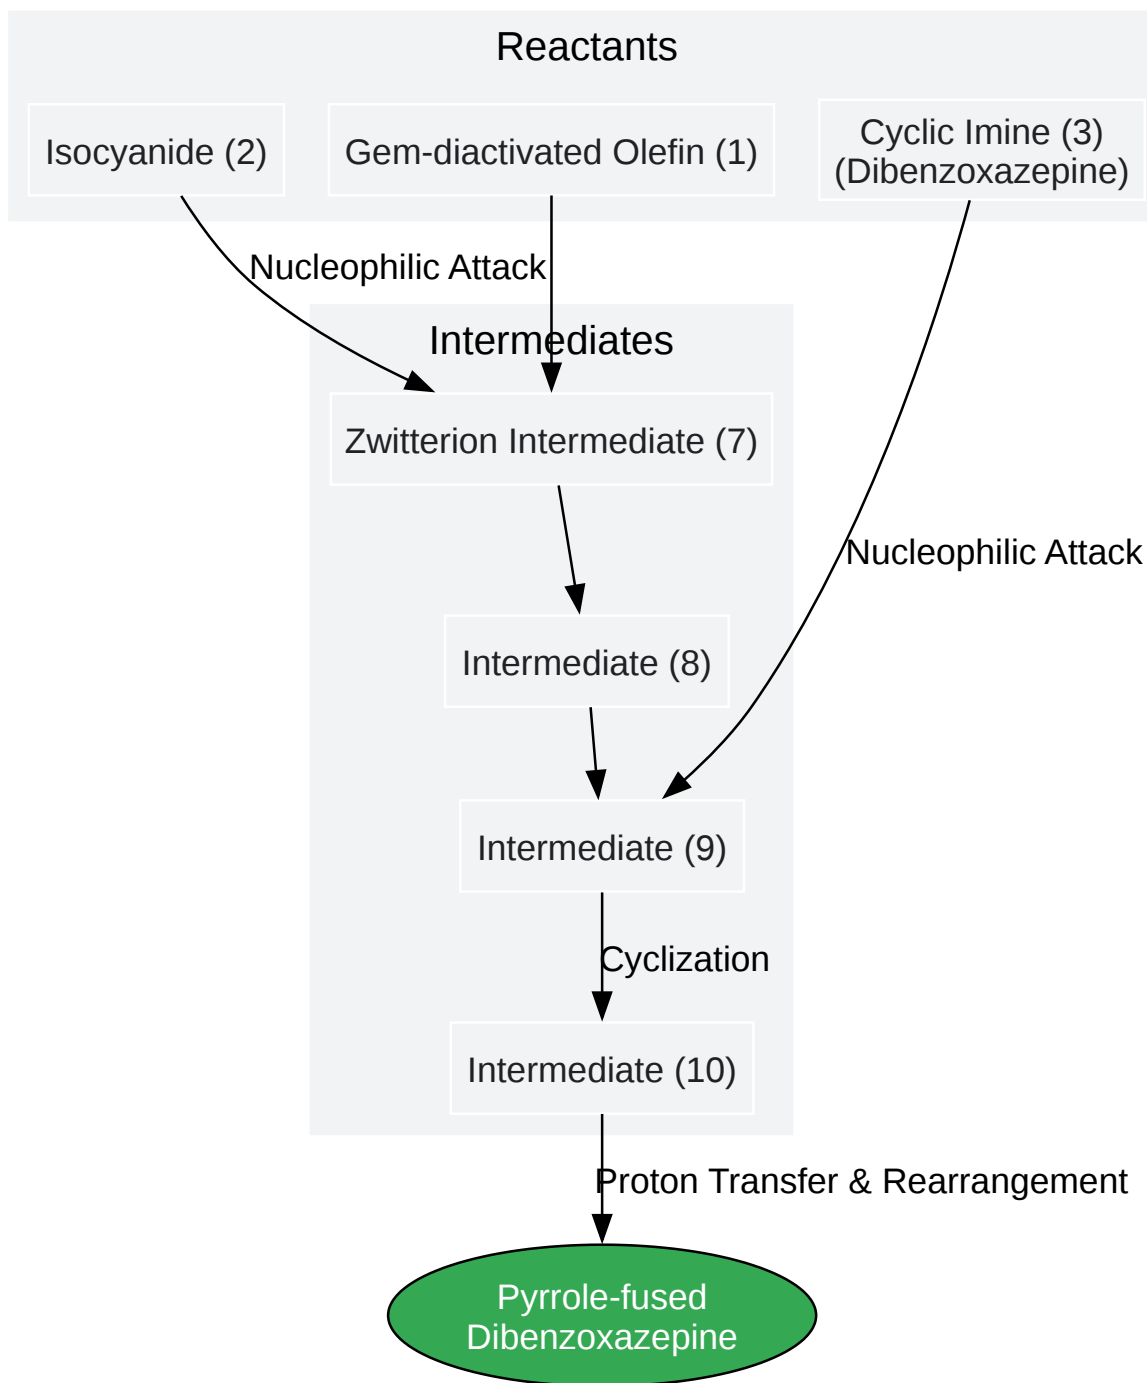 Reactants
Isocyanide (2)
Gem-diactivated Olefin (1)
Cyclic Imine (3)
(Dibenzoxazepine)
Nucleophilic Attack
Intermediates
Zwitterion Intermediate (7)
Nucleophilic Attack
Intermediate (8)
Intermediate (9)
Cyclization
Intermediate (10)
Proton Transfer & Rearrangement
Pyrrole-fused
Dibenzoxazepine